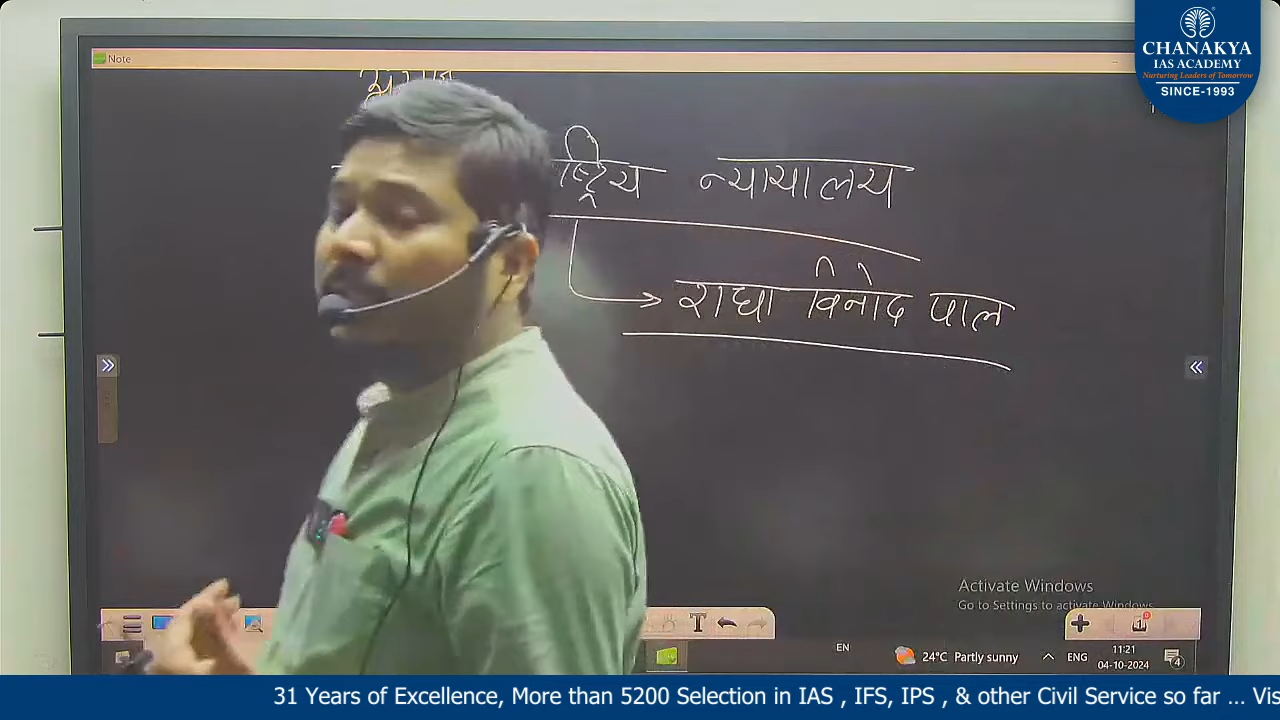 Note
CHANAKYA
IAS ACADEMY
Nurturing Leaders of Tomorrow
SINCE-1993
ष्ट्रिय न्यायालय
राधा विनोद पाल
Activate Windows
Go to Settings to activate Windows.
T
EN
24°C Partly sunny
ENG
11:21
04-10-2024
4
31 Years of Excellence, More than 5200 Selection in IAS , IFS, IPS , & other Civil Service so far ... Vis